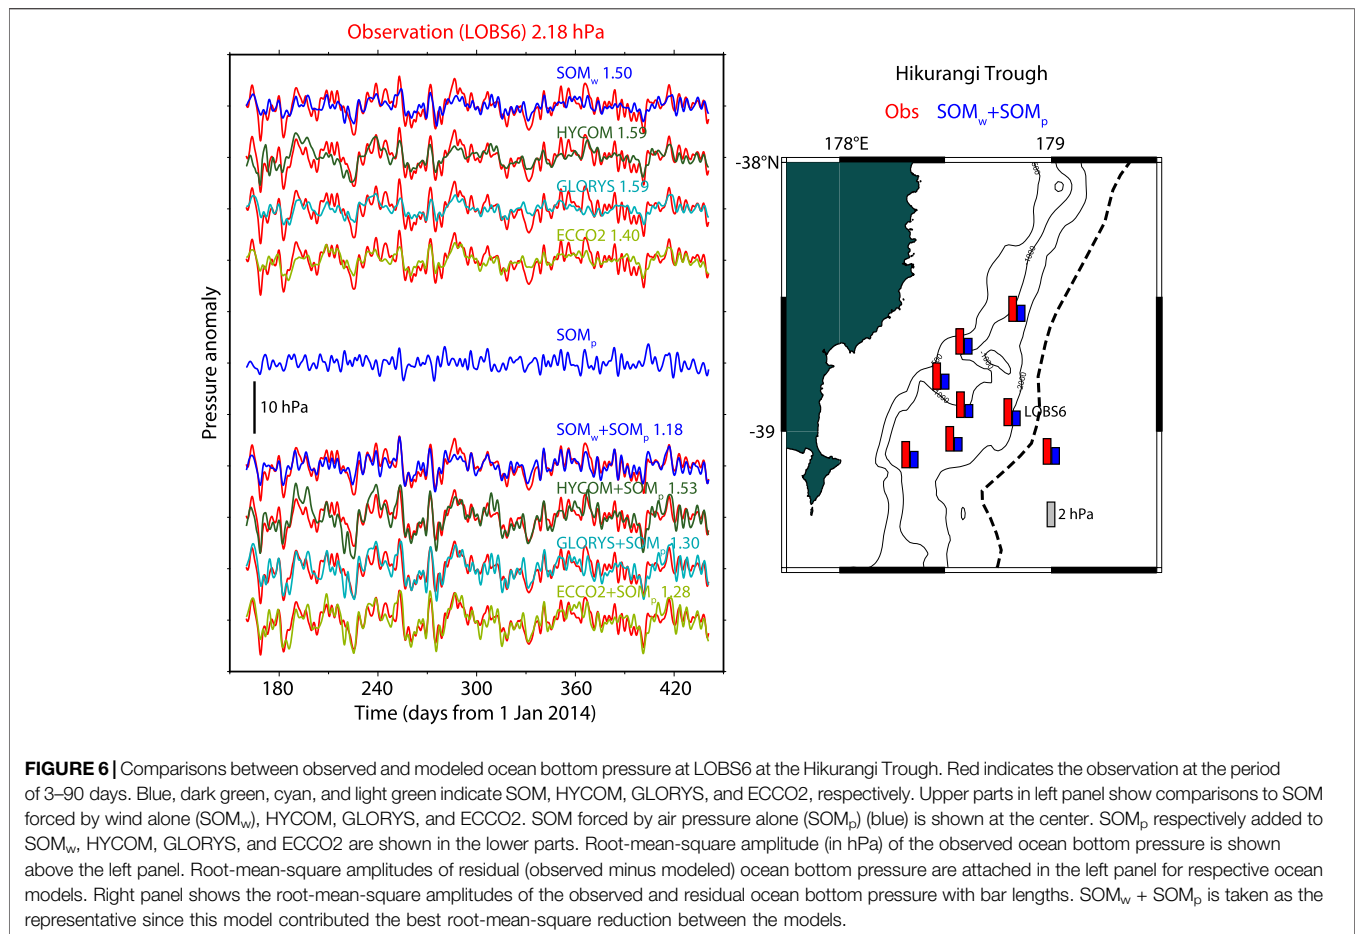 Observation (LOBS6) 2.18 hPa
SOMw 1.50
HYCOM 1.59
GLORYS 1.59
ECCO2 1.40
SOMp
10 hPa
SOMw+SOMp 1.18
HYCOM+SOMp 1.53
GLORYS+SOMp 1.30
ECCO2+SOMp 1.28
Pressure anomaly
180 240 300 360 420
Time (days from 1 Jan 2014)
Hikurangi Trough
Obs SOMw+SOMp
178°E 179
-38°N
1000
1000
2000
LOBS6
-39
2 hPa
FIGURE 6 | Comparisons between observed and modeled ocean bottom pressure at LOBS6 at the Hikurangi Trough. Red indicates the observation at the period
of 3–90 days. Blue, dark green, cyan, and light green indicate SOM, HYCOM, GLORYS, and ECCO2, respectively. Upper parts in left panel show comparisons to SOM
forced by wind alone (SOMw), HYCOM, GLORYS, and ECCO2. SOM forced by air pressure alone (SOMp) (blue) is shown at the center. SOMp respectively added to
SOMw, HYCOM, GLORYS, and ECCO2 are shown in the lower parts. Root-mean-square amplitude (in hPa) of the observed ocean bottom pressure is shown
above the left panel. Root-mean-square amplitudes of residual (observed minus modeled) ocean bottom pressure are attached in the left panel for respective ocean
models. Right panel shows the root-mean-square amplitudes of the observed and residual ocean bottom pressure with bar lengths. SOMw + SOMp is taken as the
representative since this model contributed the best root-mean-square reduction between the models.